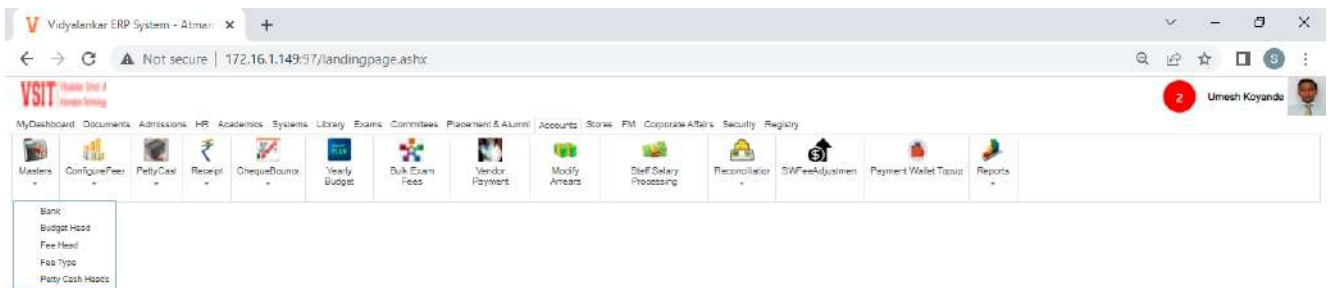 Vidyalankar ERP System - Atman
Not secure | 172.16.1.149:97/landingpage.ashx
S
VSIT
2 Umesh Koyande
MyDashboard Documents Admissions HR Academics Systems Library Exams Commitees Placement & Alumni Accounts Stores FM Corporate Affairs Security Registry
Masters ConfigureFees PettyCast Receipt ChequeBounce Yearly Budget Bulk Exam Fees Vendor Payment Modify Arrears Staff Salary Processing Reconciliation SWFeeAdjusmen Payment Wallet Topup Reports
Bank
Budget Head
Fee Head
Fee Type
Petty Cash Heads